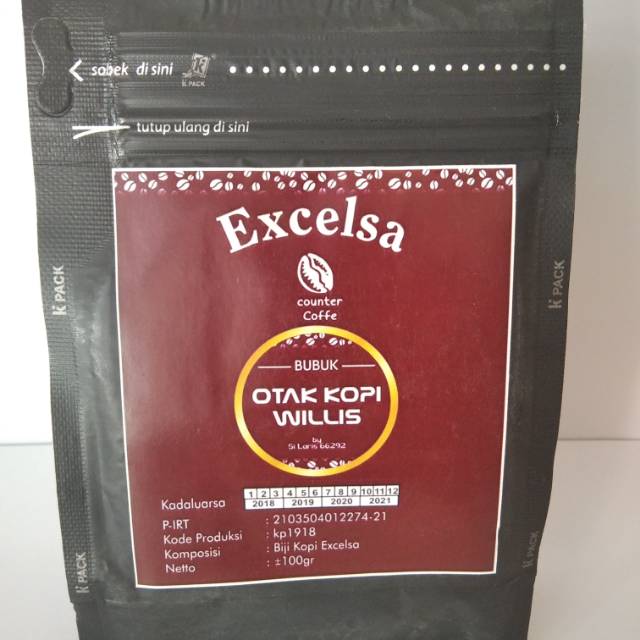 sobek di sini
K PACK
tutup ulang di sini
Excelsa
counter
Coffe
BUBUK
OTAK KOPI
WILLIS
by
Si Laris 66292
Kadaluarsa 1 2 3 4 5 6 7 8 9 10 11 12
2018 2019 2020 2021
P-IRT : 2103504012274-21
Kode Produksi : kp1918
Komposisi : Biji Kopi Excelsa
Netto : ±100gr
K PACK
K PACK
K PACK
K PACK